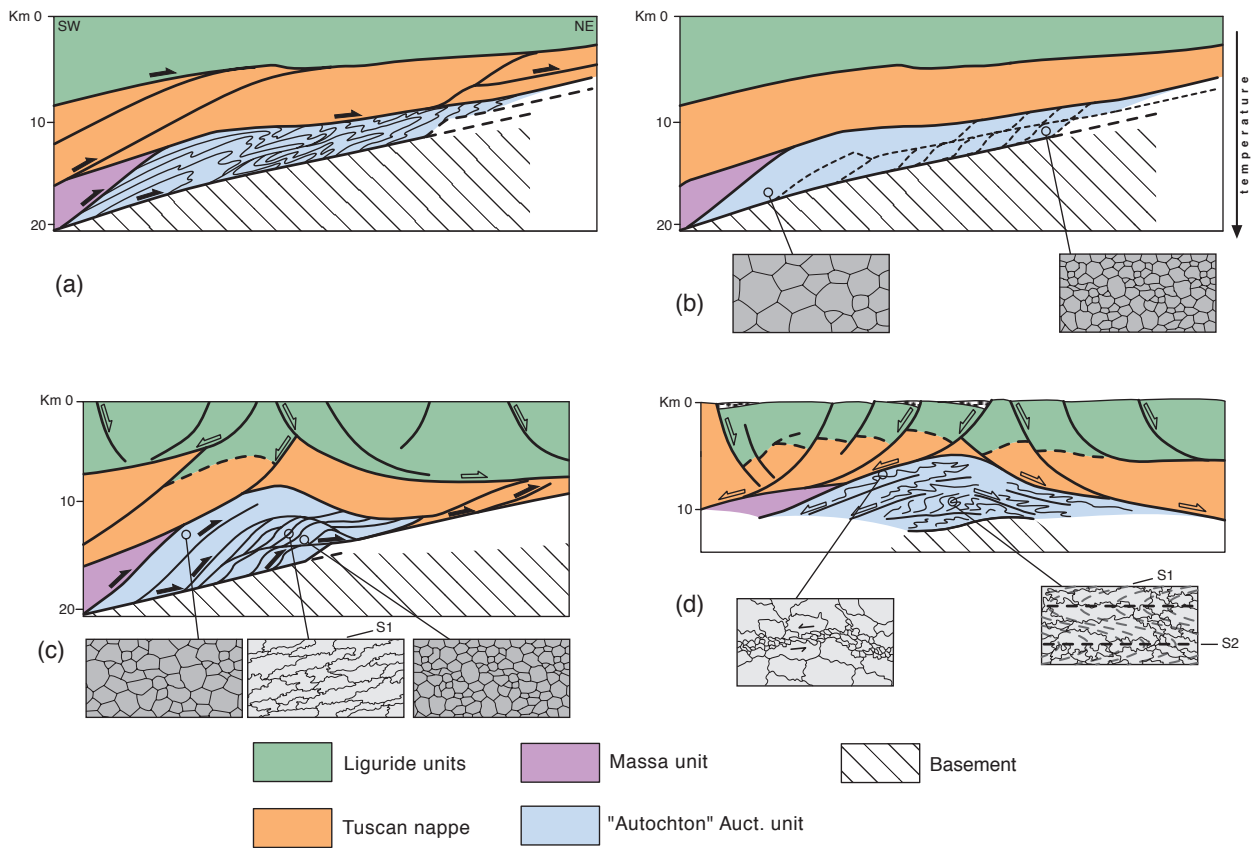 Km 0
SW
NE
10
20
(a)
Km 0
10
20
temperature
(b)
Km 0
10
20
(c)
S1
Km 0
10
(d)
S1
S2
Liguride units
Massa unit
Basement
Tuscan nappe
"Autochton" Auct. unit